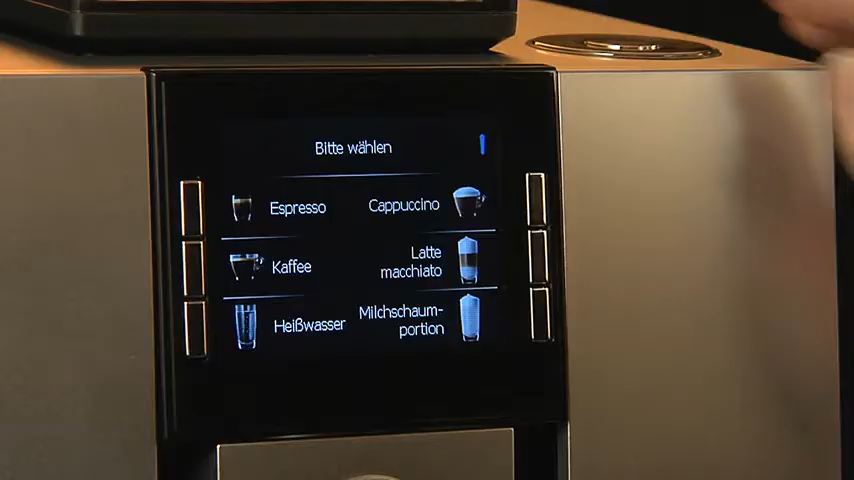 Bitte wählen
Espresso
Cappuccino
Kaffee
Latte
macchiato
Heißwasser
Milchschaum-
portion